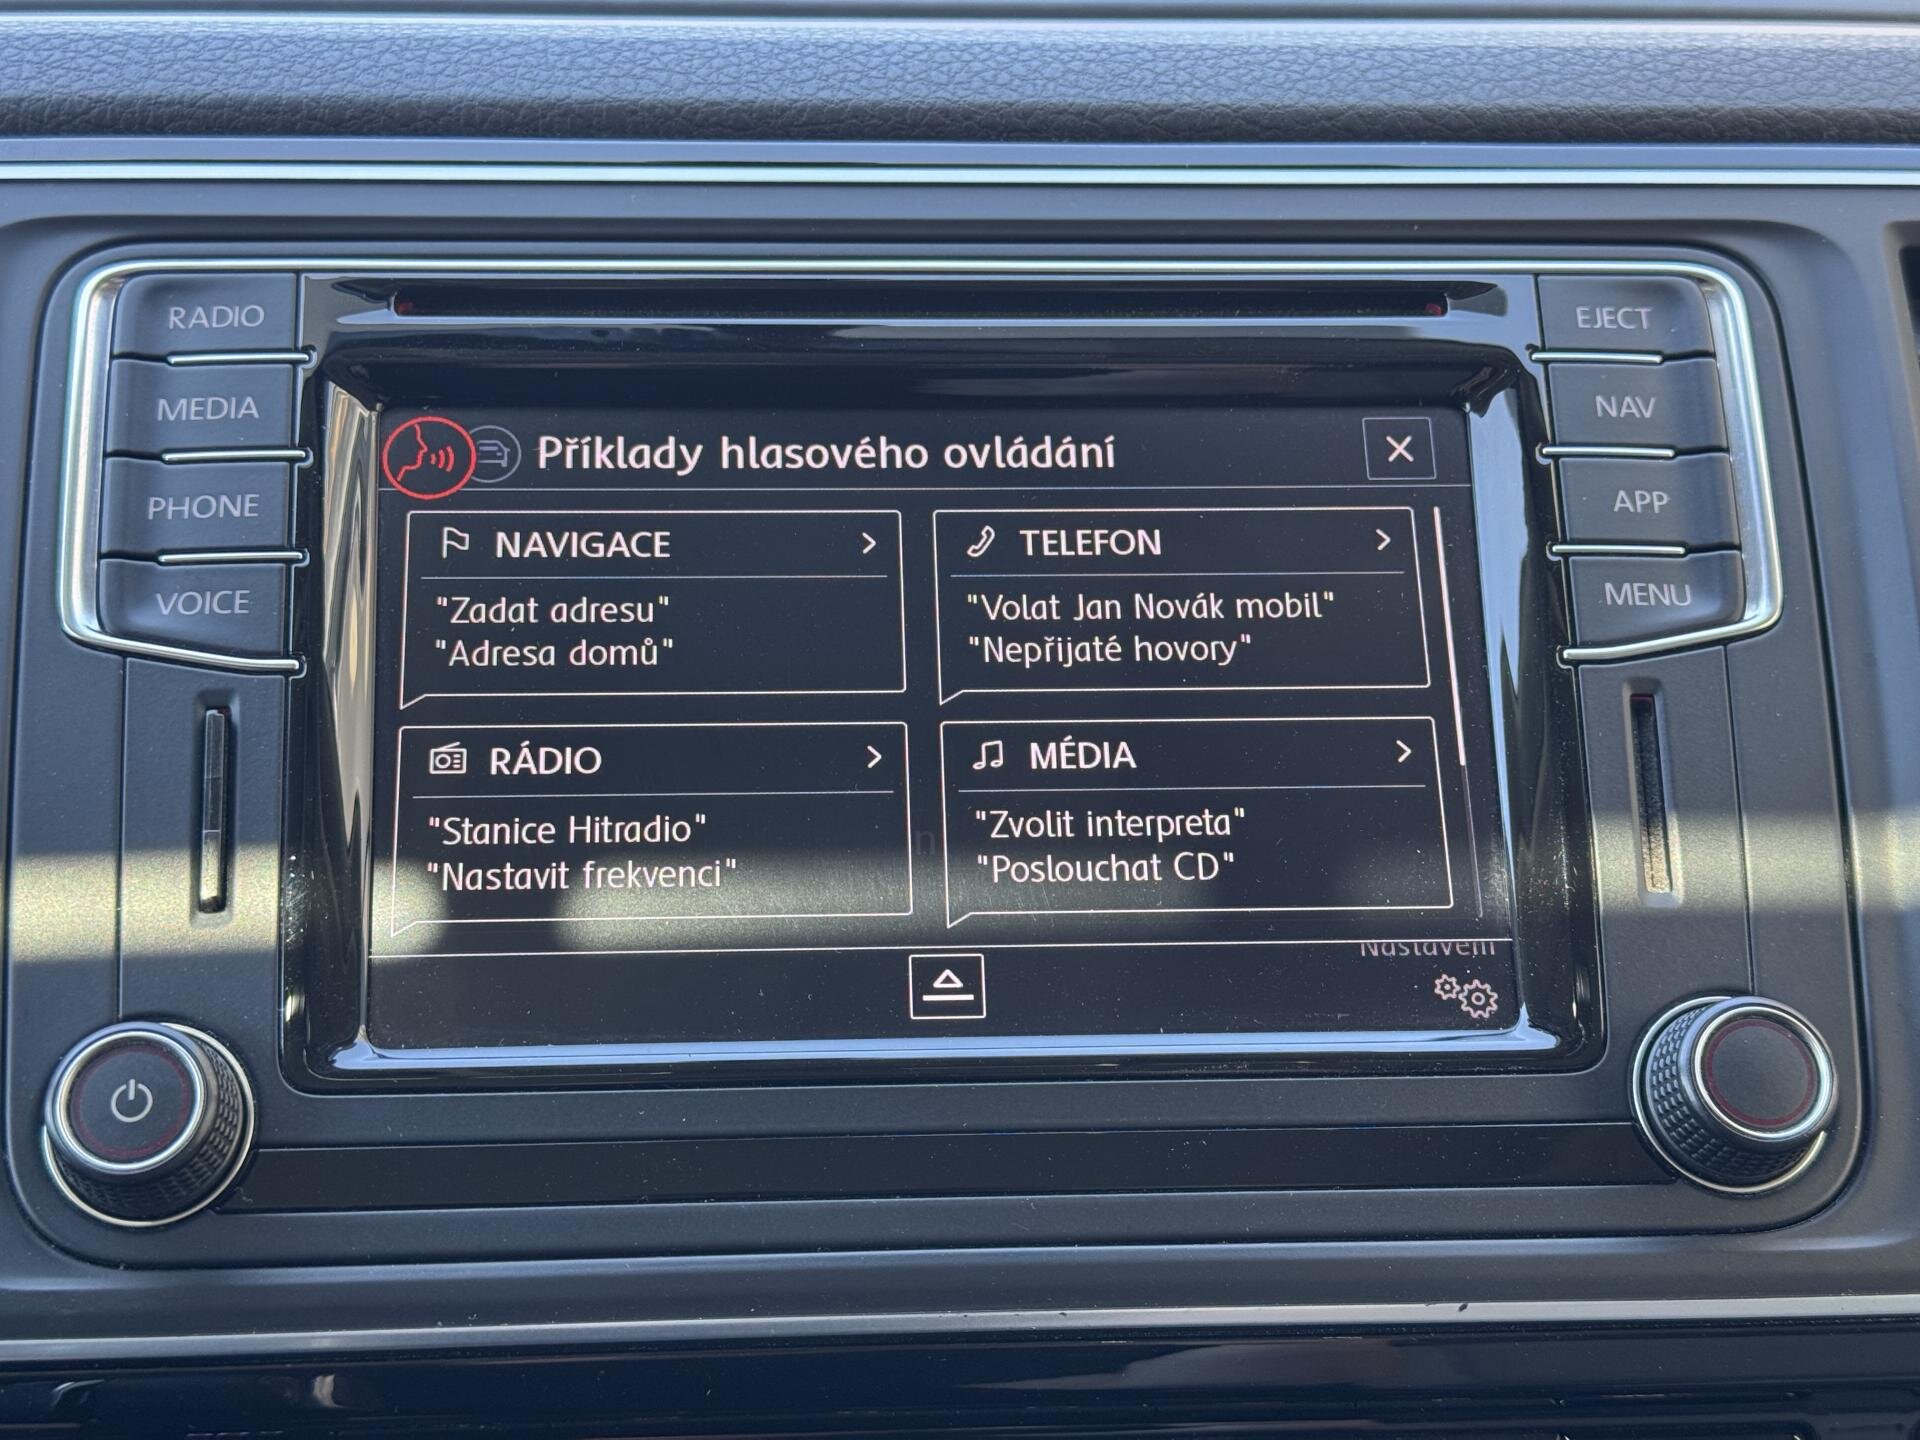 RADIO
MEDIA
PHONE
VOICE
EJECT
NAV
APP
MENU
Příklady hlasového ovládání
NAVIGACE
"Zadat adresu"
"Adresa domů"
TELEFON
"Volat Jan Novák mobil"
"Nepřijaté hovory"
RÁDIO
"Stanice Hitradio"
"Nastavit frekvenci"
MÉDIA
"Zvolit interpreta"
"Poslouchat CD"
Nastavení